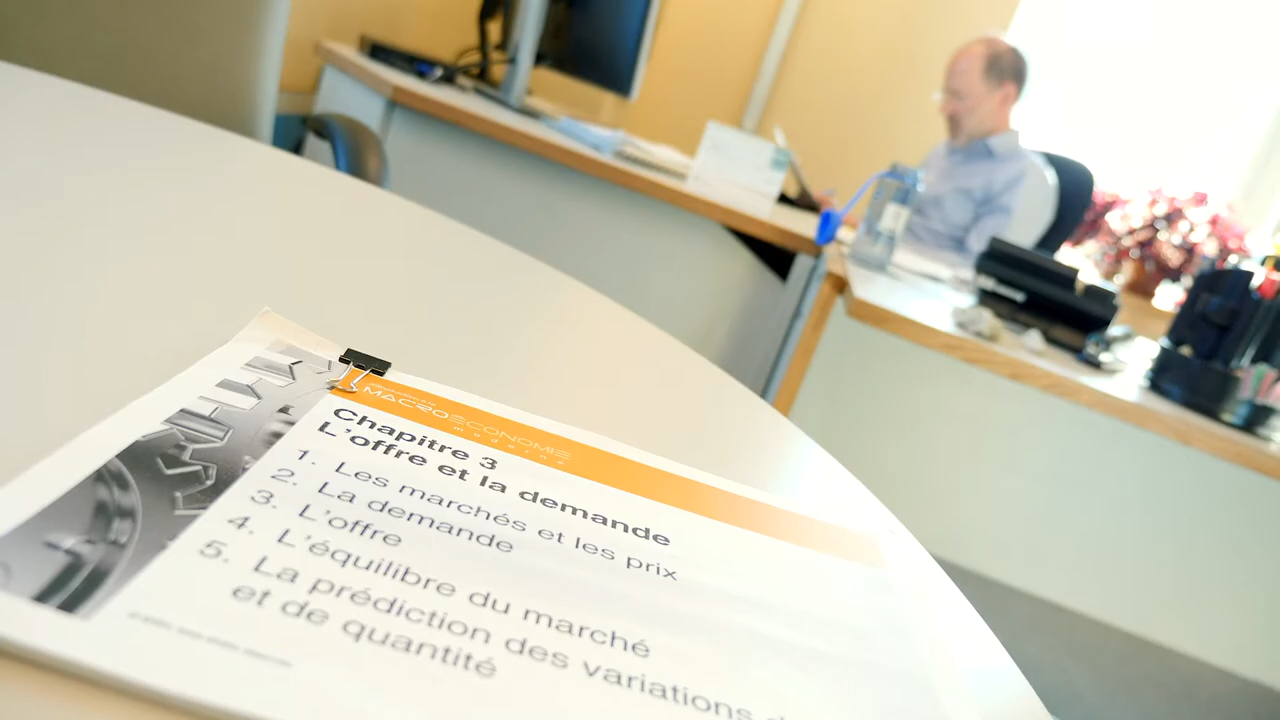 MACROÉCONOMIE
moderne
Chapitre 3
L'offre et la demande
1. Les marchés et les prix
2. La demande
3. L'offre
4. L'équilibre du marché
5. La prédiction des variations
et de quantité